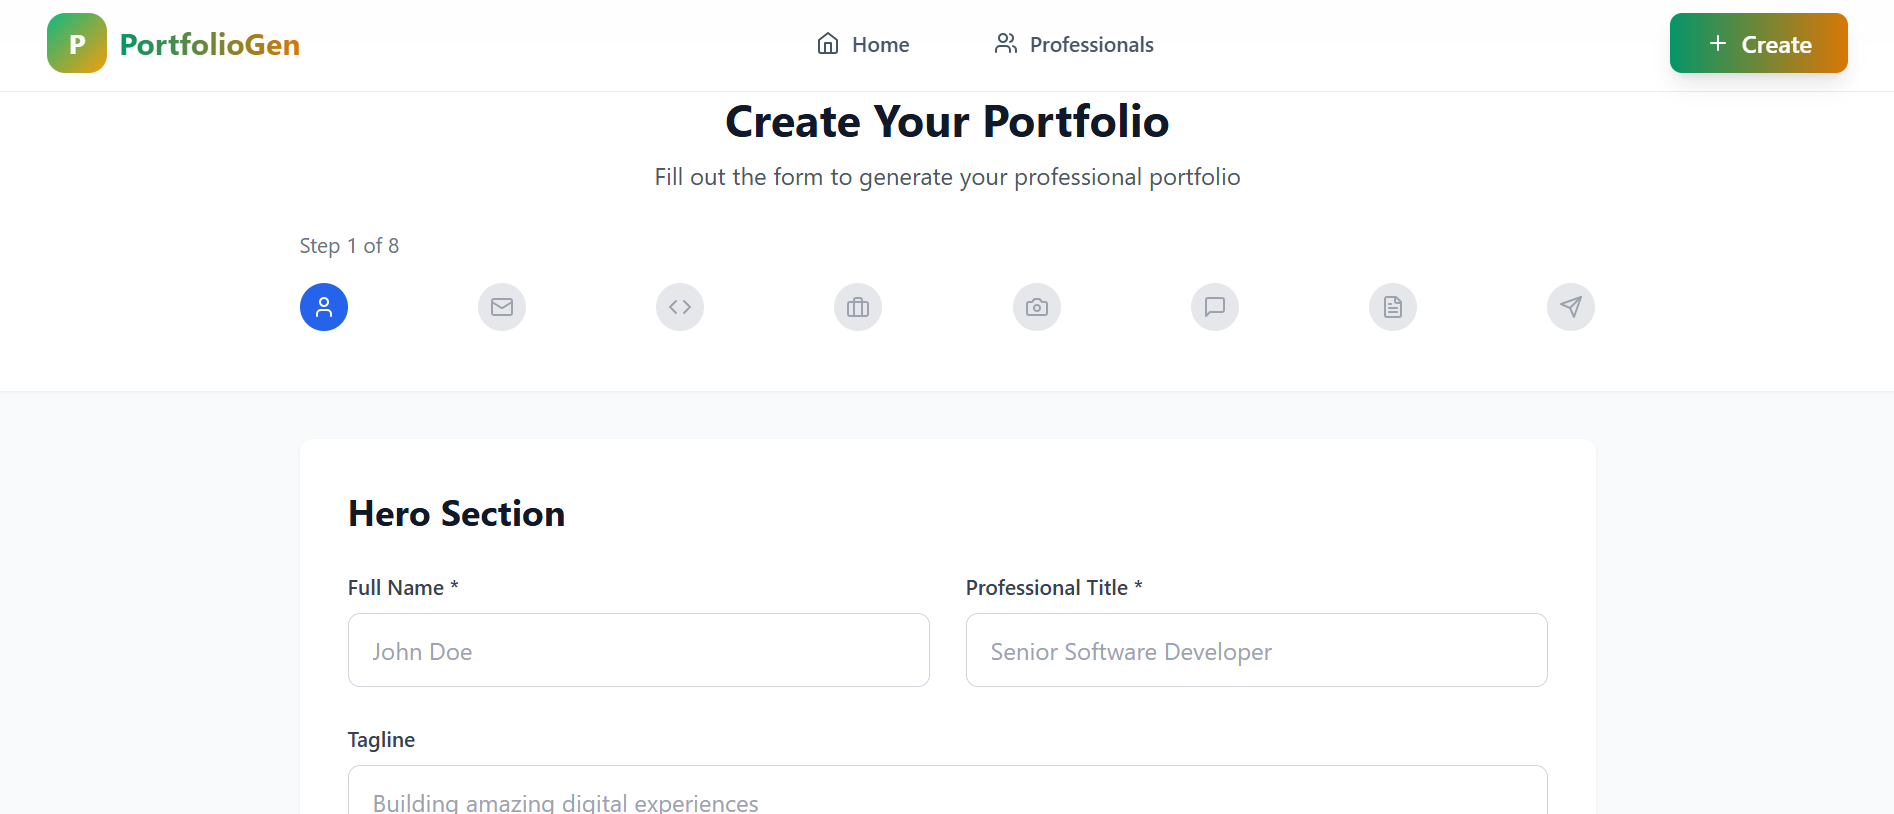 P PortfolioGen
Home
Professionals
+ Create
Create Your Portfolio
Fill out the form to generate your professional portfolio
Step 1 of 8
Hero Section
Full Name *
Professional Title *
John Doe
Senior Software Developer
Tagline
Building amazing digital experiences